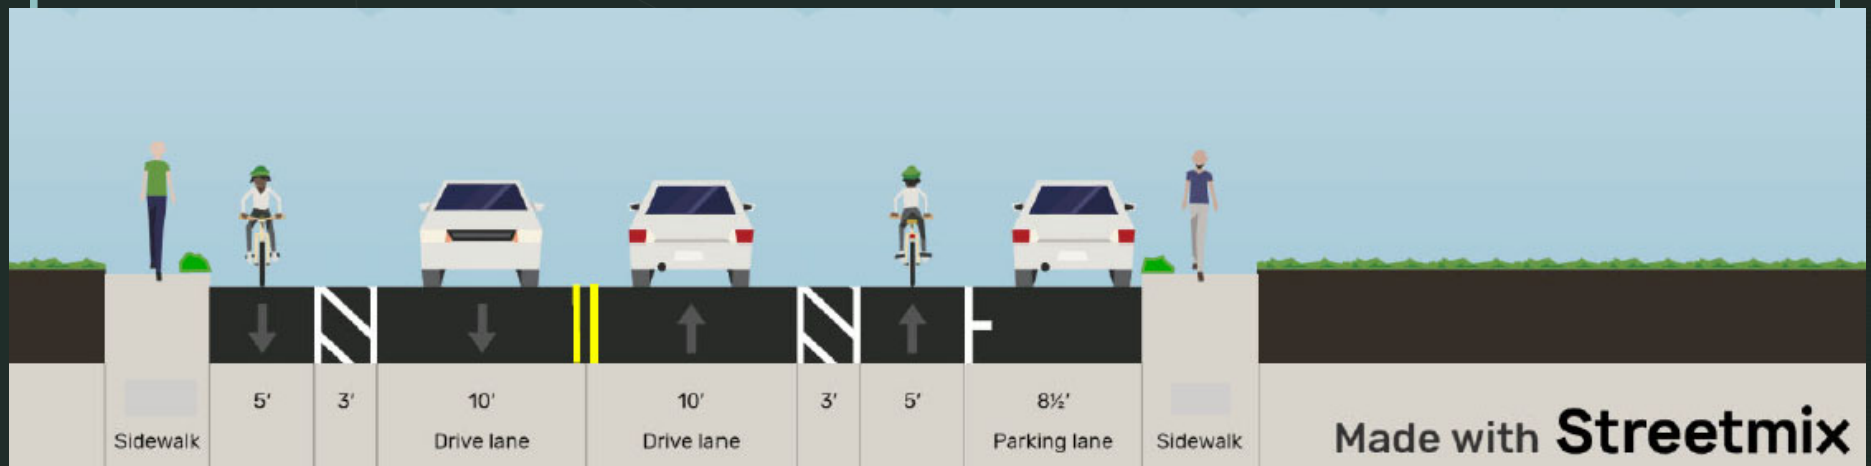 5' 3' 10' 10' 3' 5' 8½'
Sidewalk Drive lane Drive lane Parking lane Sidewalk
Made with Streetmix